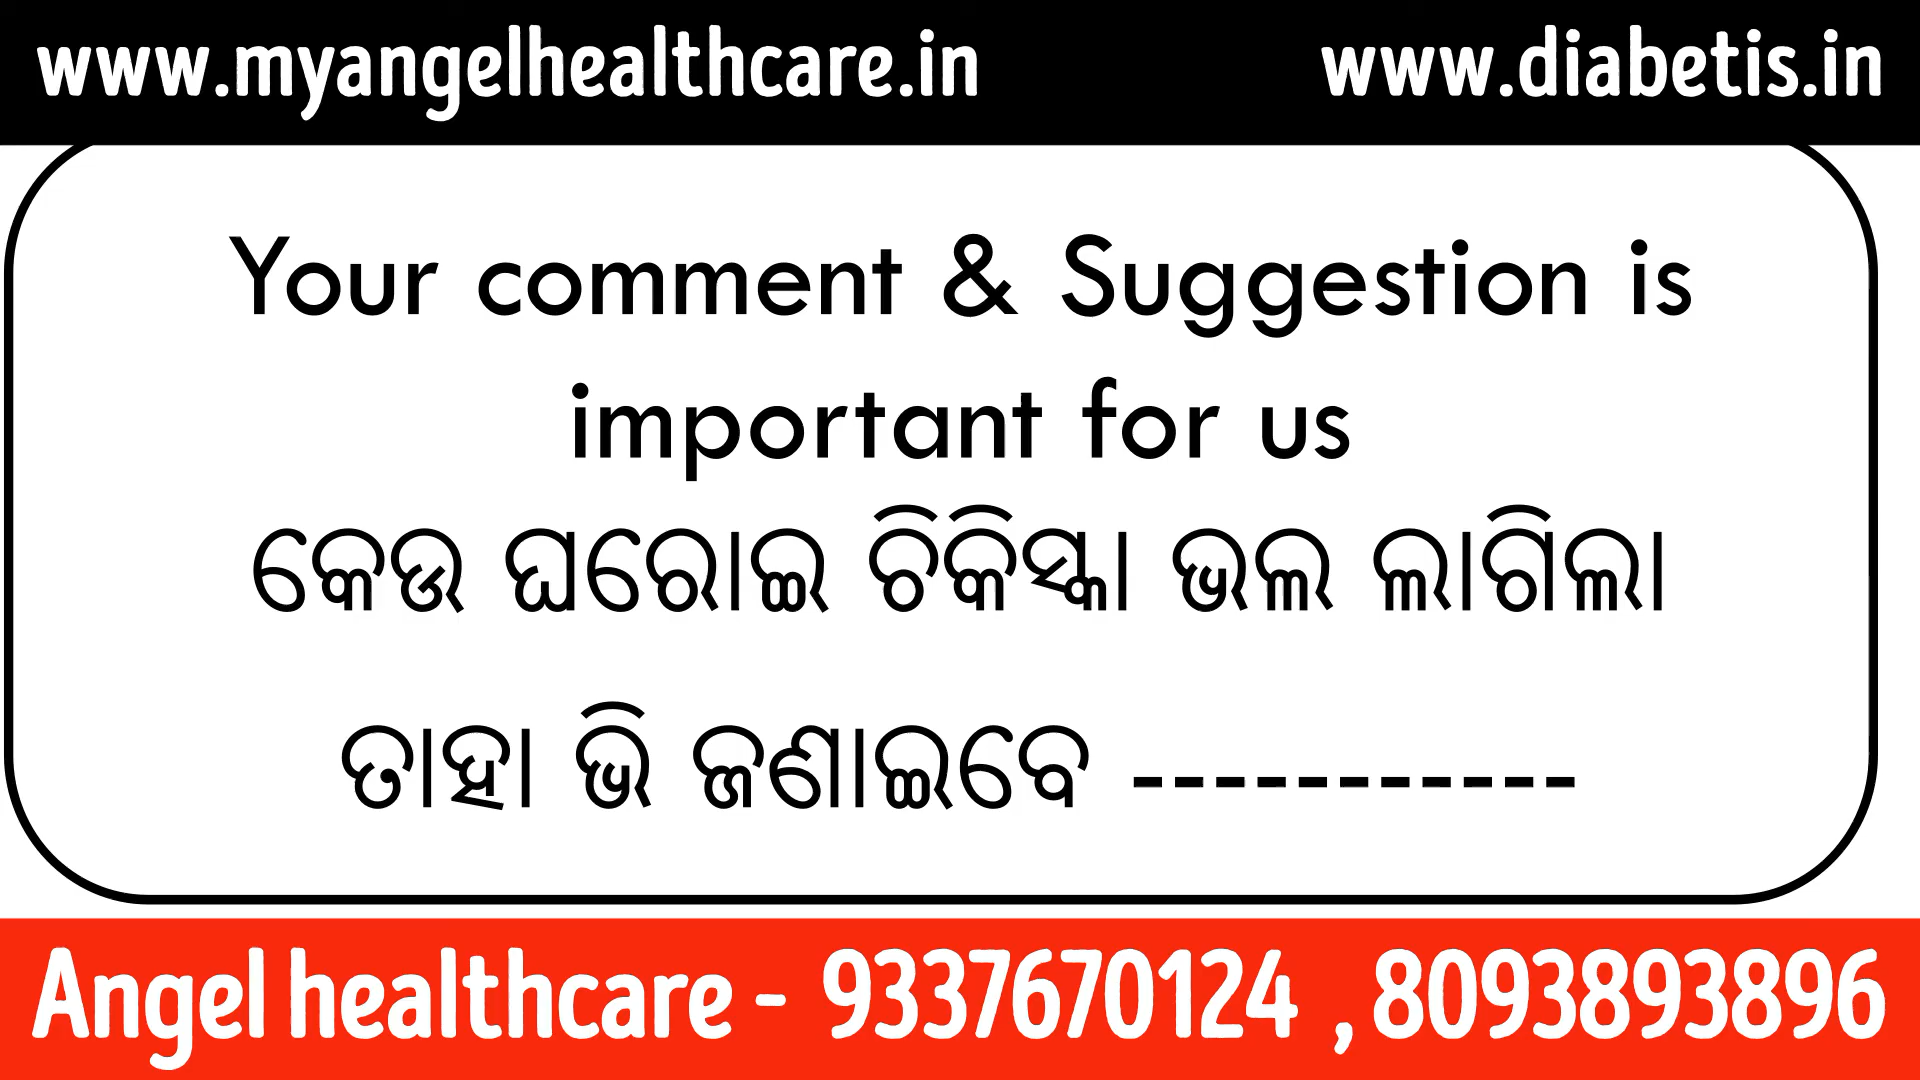 www.myangelhealthcare.in www.diabetis.in
Your comment & Suggestion is
important for us
କେଉ ଘରୋଇ ଚିକିସ୍କା ଭଲ ଲାଗିଲା
ତାହା ଭି ଜଣାଇବେ -----------
Angel healthcare - 9337670124 , 8093893896